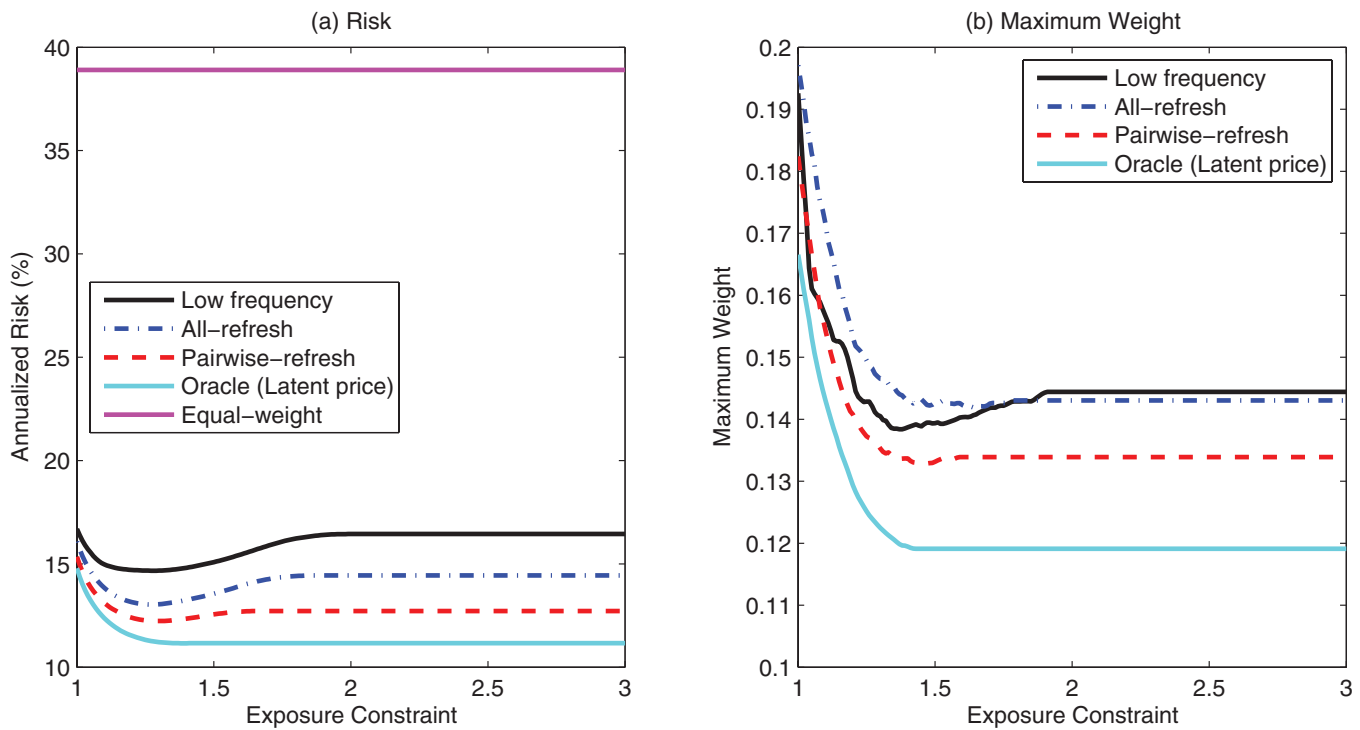 (a) Risk
40
35
30
25
20
15
10
Annualized Risk (%)
Low frequency
All−refresh
Pairwise−refresh
Oracle (Latent price)
Equal−weight
1
1.5
2
2.5
3
Exposure Constraint
(b) Maximum Weight
0.2
0.19
0.18
0.17
0.16
0.15
0.14
0.13
0.12
0.11
0.1
Maximum Weight
Low frequency
All−refresh
Pairwise−refresh
Oracle (Latent price)
1
1.5
2
2.5
3
Exposure Constraint